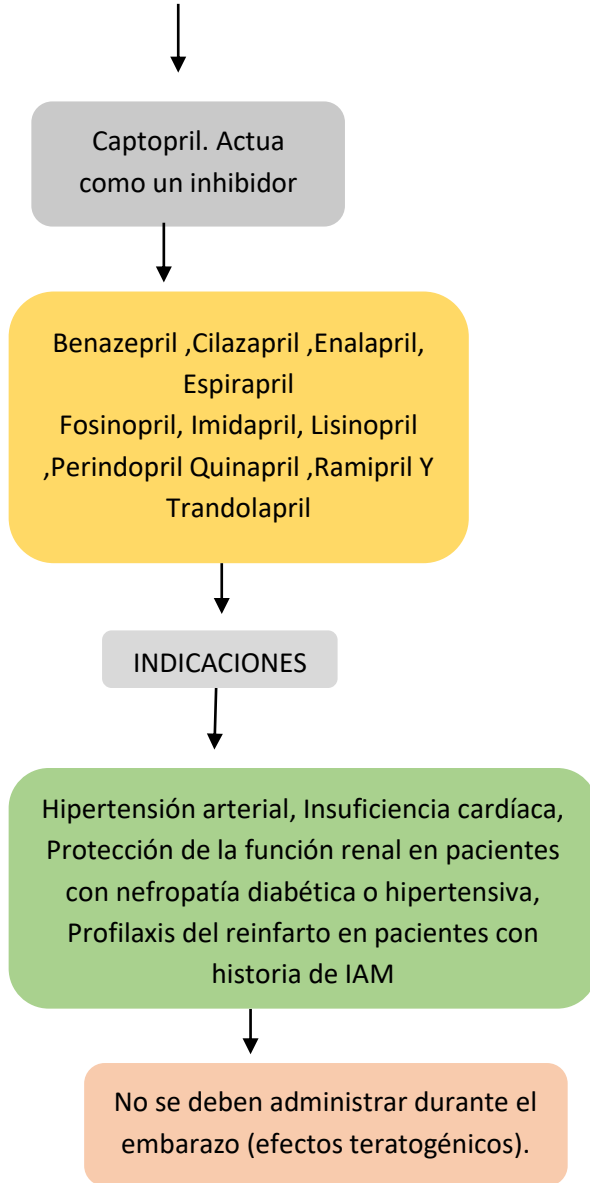 Captopril. Actua
como un inhibidor
Benazepril ,Cilazapril ,Enalapril,
Espirapril
Fosinopril, Imidapril, Lisinopril
,Perindopril Quinapril ,Ramipril Y
Trandolapril
INDICACIONES
Hipertensión arterial, Insuficiencia cardíaca,
Protección de la función renal en pacientes
con nefropatía diabética o hipertensiva,
Profilaxis del reinfarto en pacientes con
historia de IAM
No se deben administrar durante el
embarazo (efectos teratogénicos).